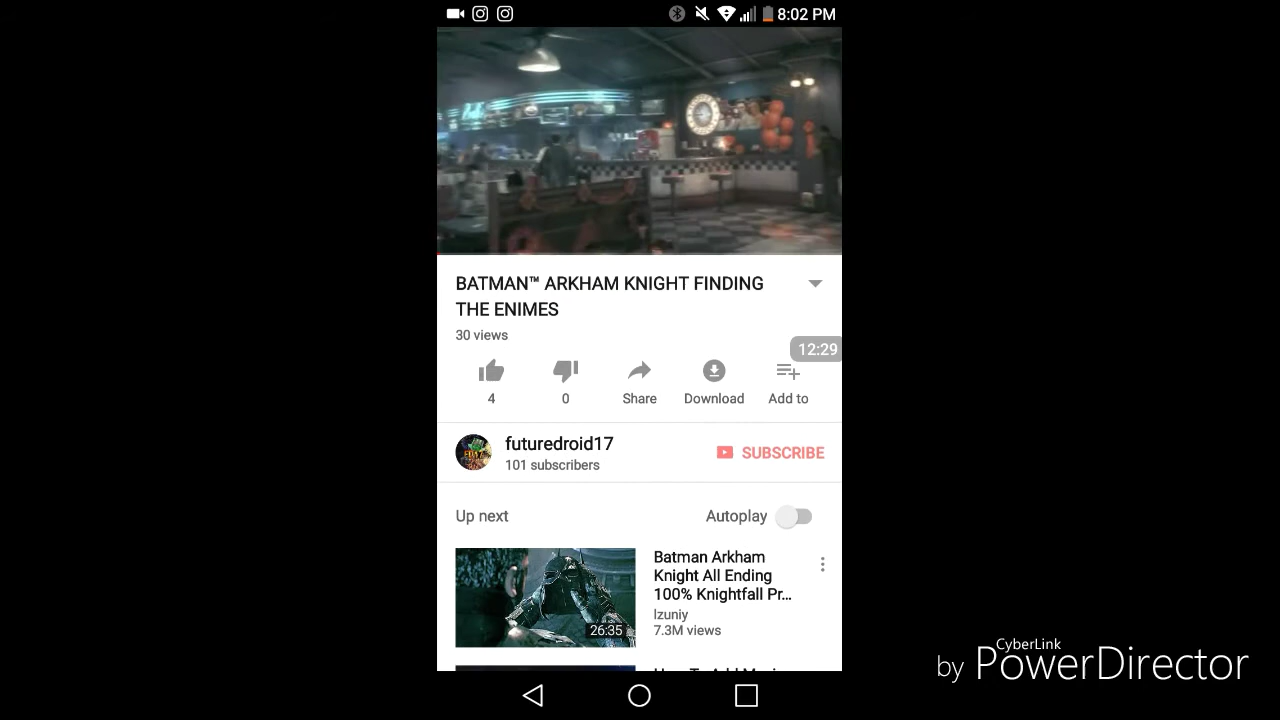 8:02 PM
BATMAN™ ARKHAM KNIGHT FINDING
THE ENIMES
30 views
12:29
4
0
Share
Download
Add to
futuredroid17
101 subscribers
SUBSCRIBE
Up next
Autoplay
26:35
Batman Arkham
Knight All Ending
100% Knightfall Pr...
Izuniy
7.3M views
CyberLink
by PowerDirector